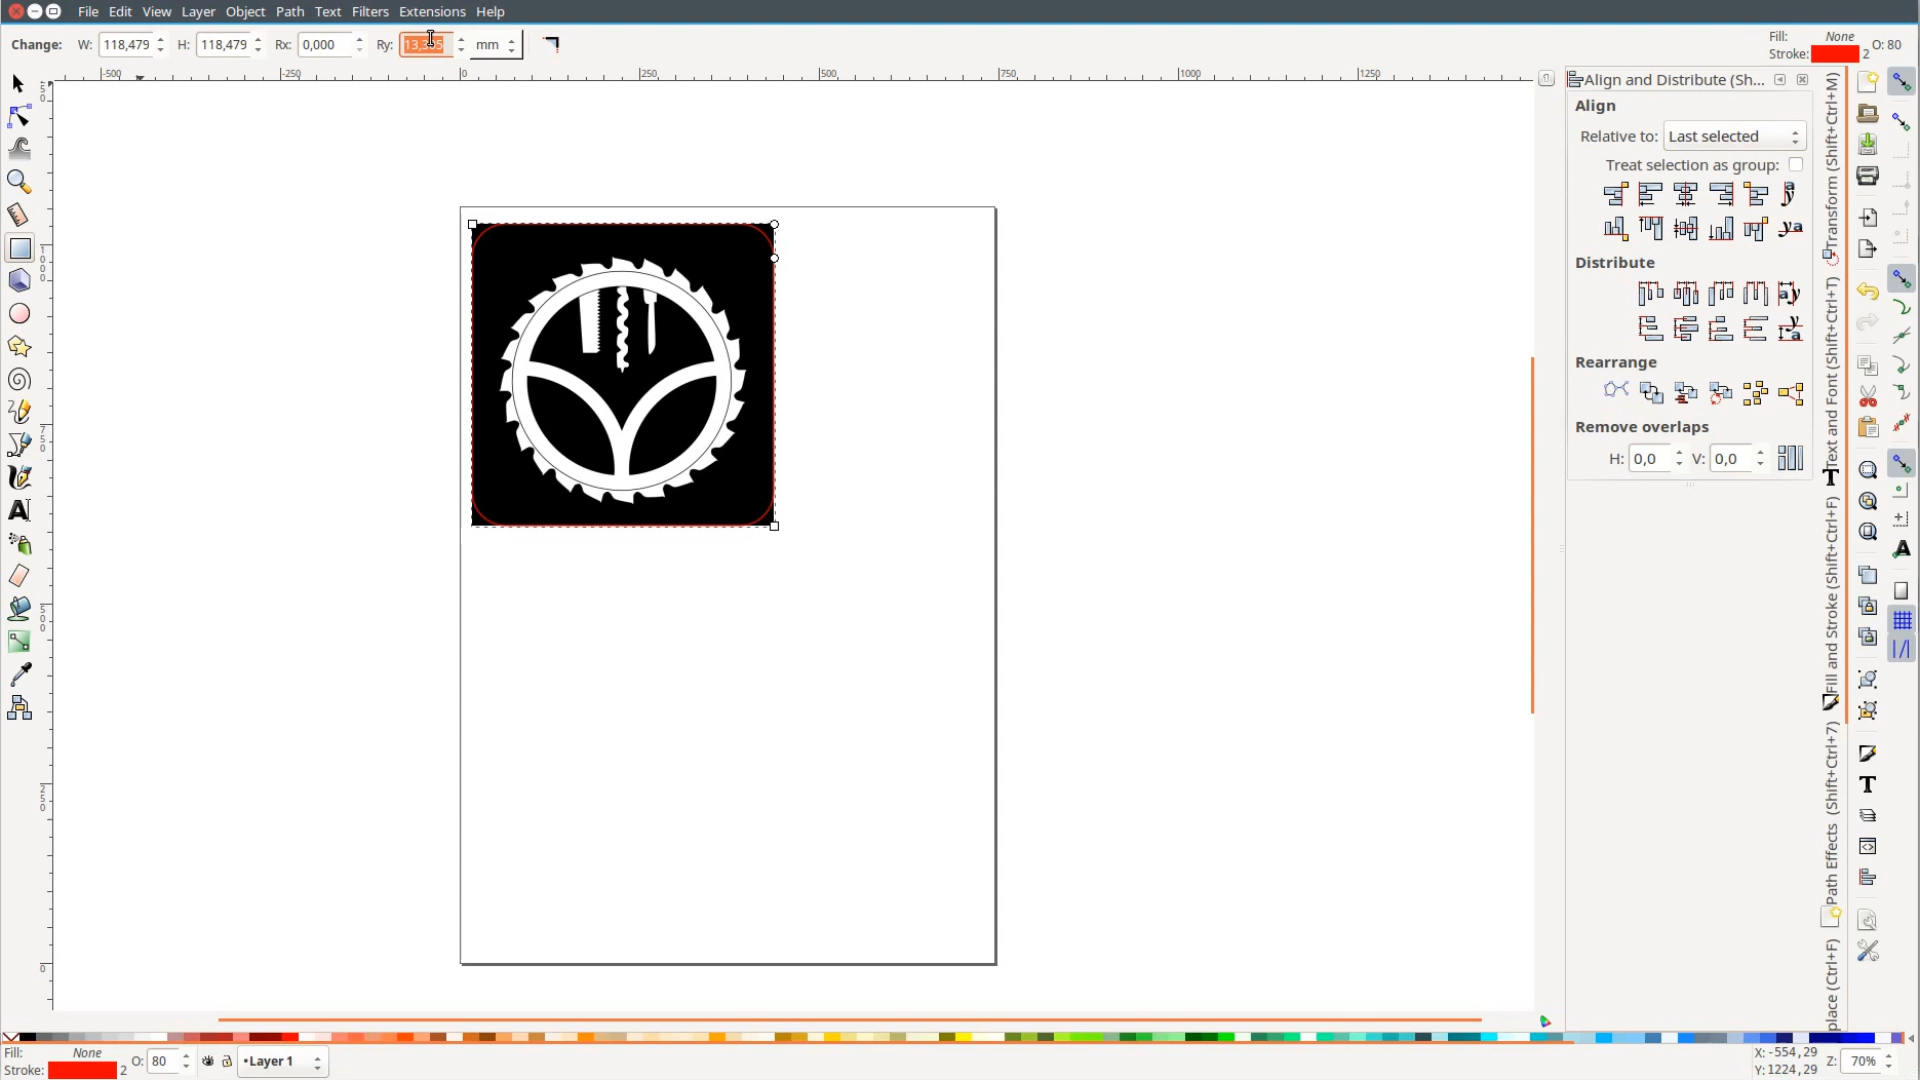 File Edit View Layer Object Path Text Filters Extensions Help
Change: W: 118,479 H: 118,479 Rx: 0,000 Ry: mm
Fill: None
Stroke: 2 O: 80
-500 -250 0 250 500 750 1000 1250
Align and Distribute (Sh...
Align
Relative to: Last selected
Treat selection as group:
Distribute
Rearrange
Remove overlaps
H: 0,0 V: 0,0
Transform (Shift+Ctrl+M)
Text and Font (Shift+Ctrl+T)
Fill and Stroke (Shift+Ctrl+F)
Path Effects (Shift+Ctrl+7)
place (Ctrl+F)
Fill: None
Stroke: 2 O: 80 •Layer 1
X: -554,29
Y: 1224,29
Z: 70%